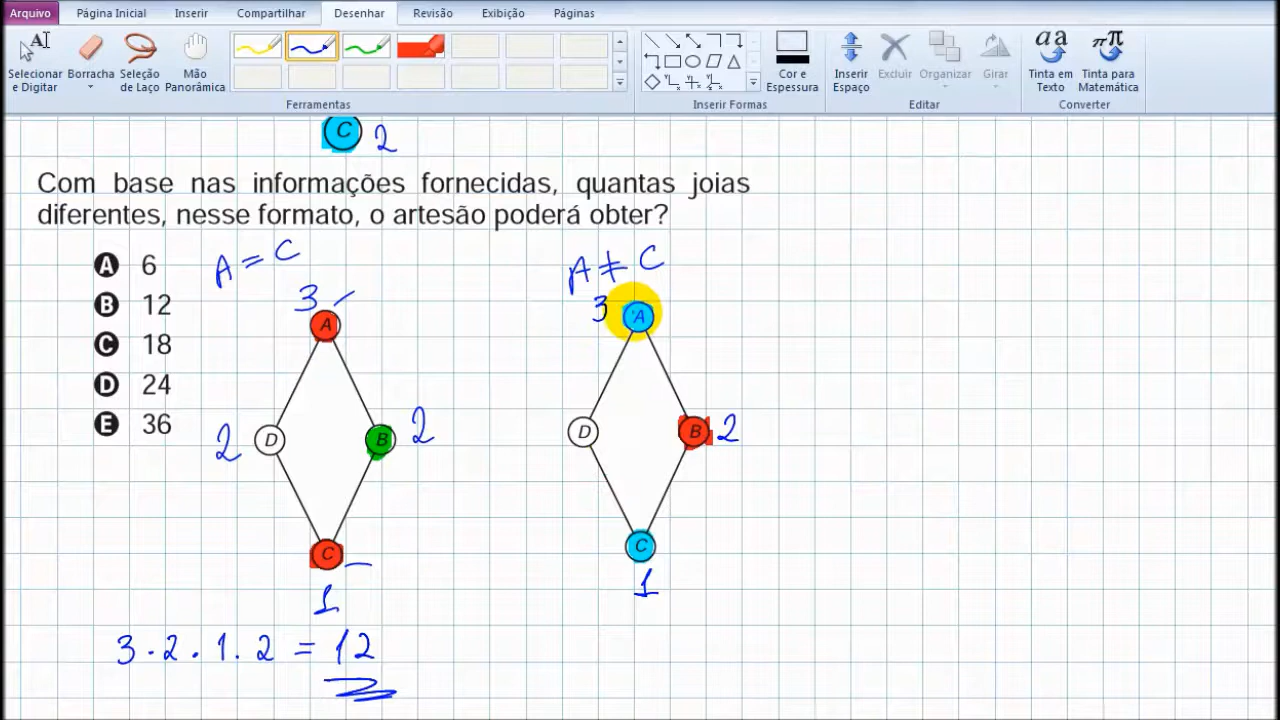 Arquivo Página Inicial Inserir Compartilhar Desenhar Revisão Exibição Páginas
Selecionar e Digitar
Borracha
Seleção de Laço
Mão Panorâmica
Cor e Espessura
Inserir Espaço
Excluir
Organizar
Girar
Tinta em Texto
Tinta para Matemática
Ferramentas
Inserir Formas
Editar
Converter
C 2
Com base nas informações fornecidas, quantas joias
diferentes, nesse formato, o artesão poderá obter?
A 6
B 12
C 18
D 24
E 36
A = C
3
A
D
B
2
2
C
1
3 . 2 . 1 . 2 = 12
A ≠ C
3
A
D
B
2
C
1